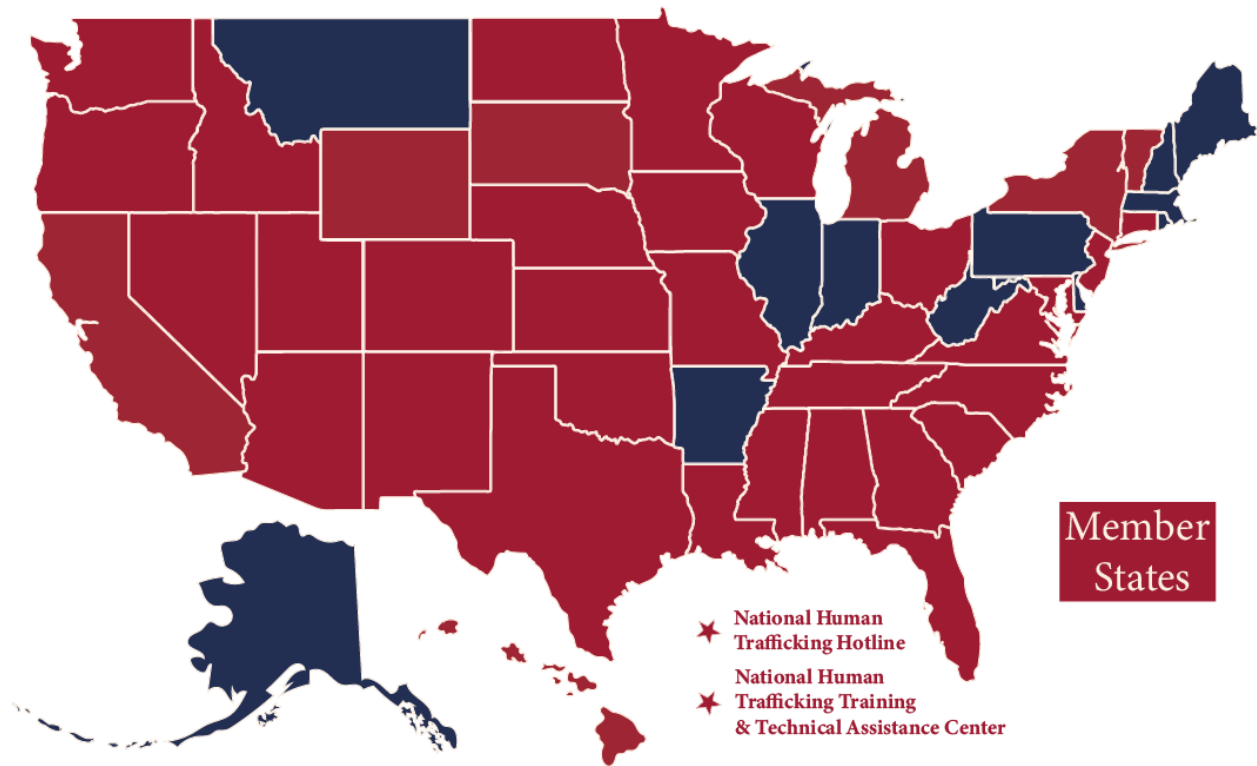 Member
States
National Human
Trafficking Hotline
National Human
Trafficking Training
& Technical Assistance Center